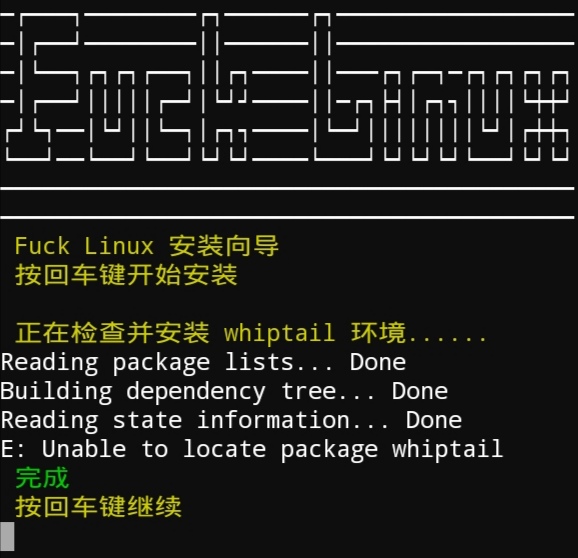 Fuck Linux
Fuck Linux 安装向导
按回车键开始安装
正在检查并安装 whiptail 环境......
Reading package lists... Done
Building dependency tree... Done
Reading state information... Done
E: Unable to locate package whiptail
完成
按回车键继续